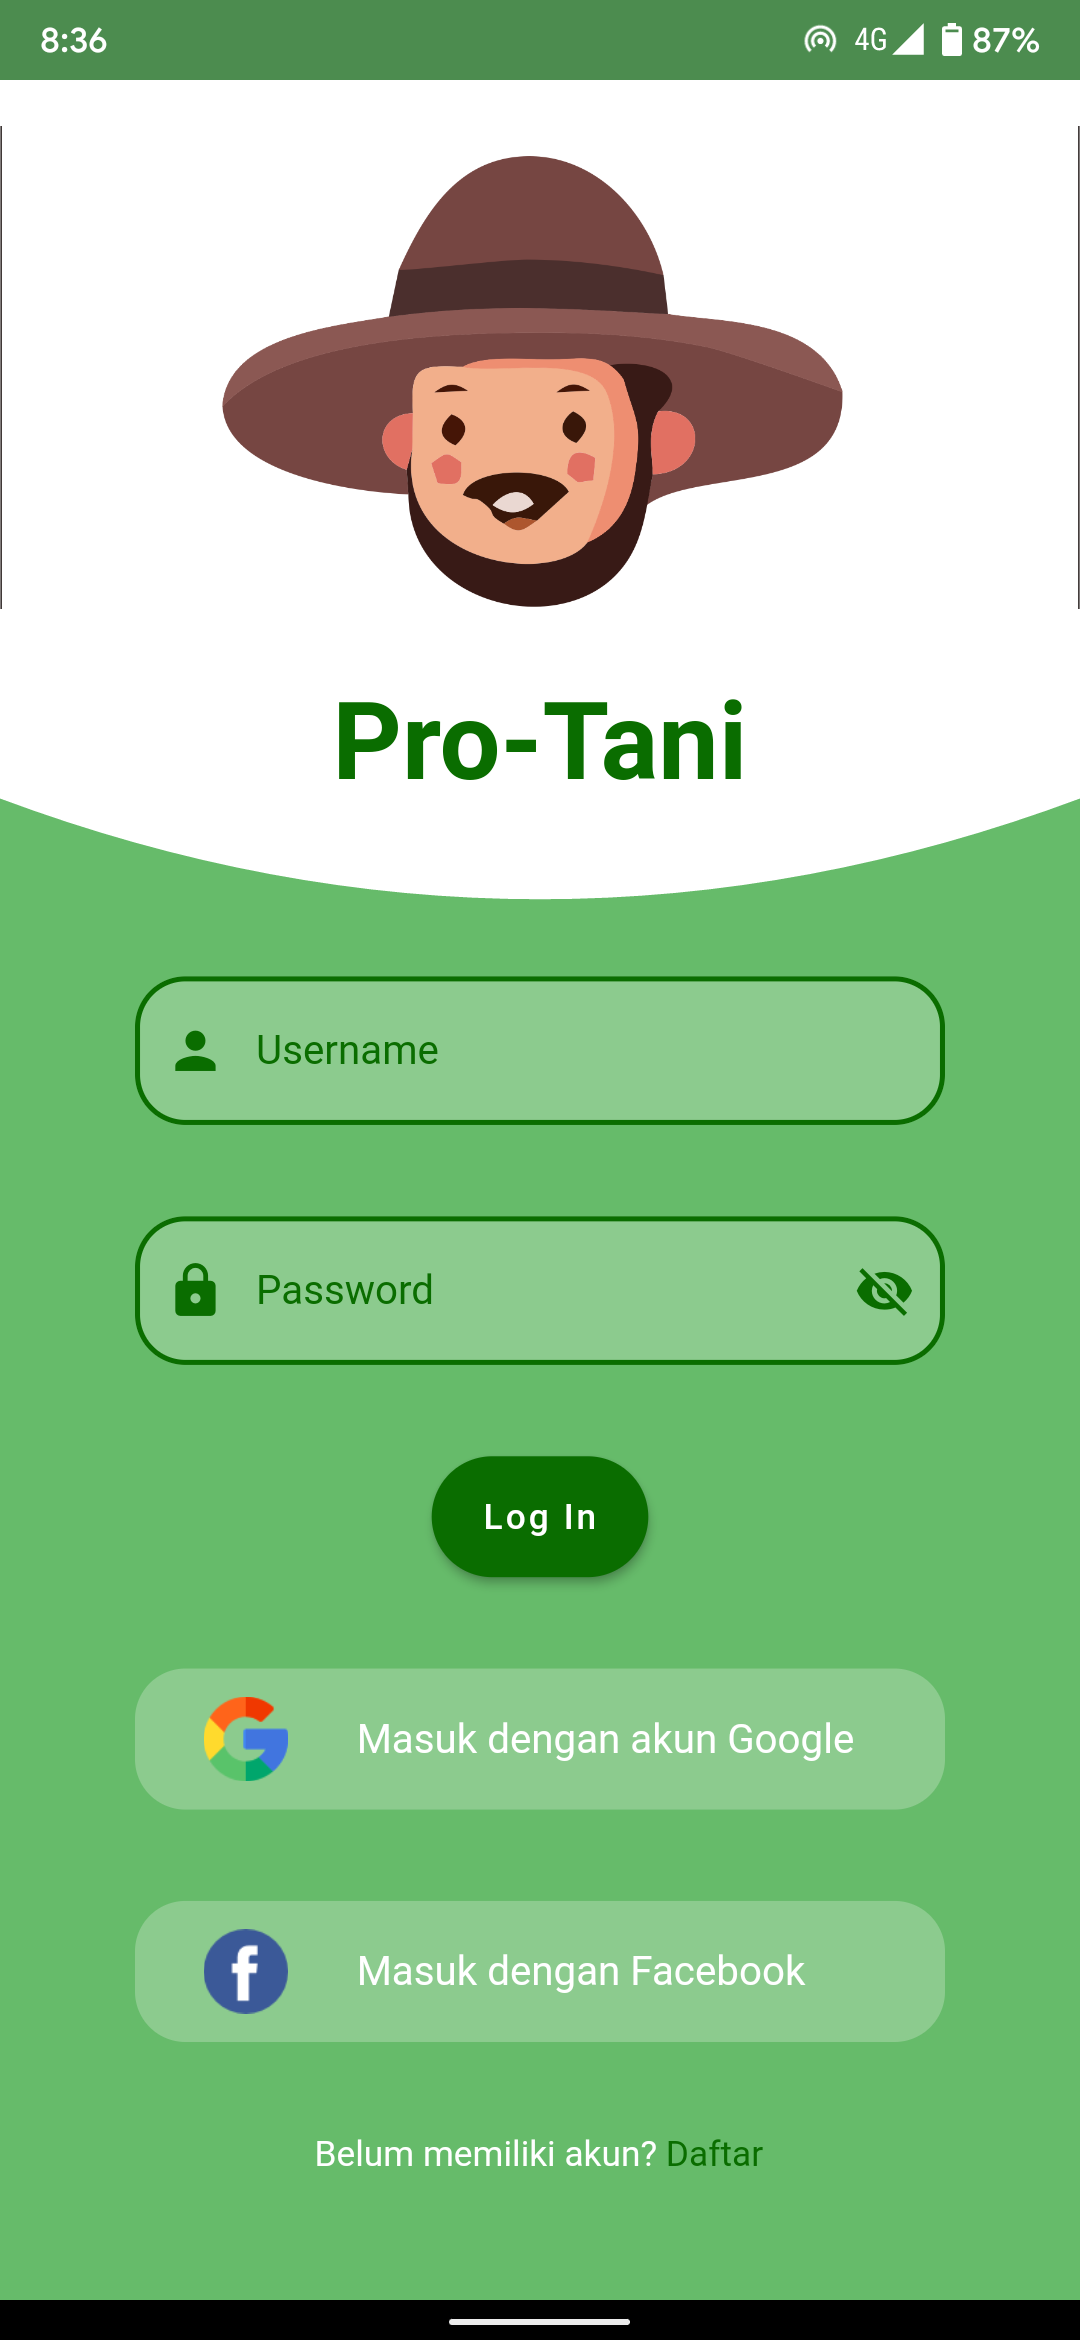 8:36
4G 87%
Pro-Tani
Username
Password
Log In
Masuk dengan akun Google
Masuk dengan Facebook
Belum memiliki akun? Daftar